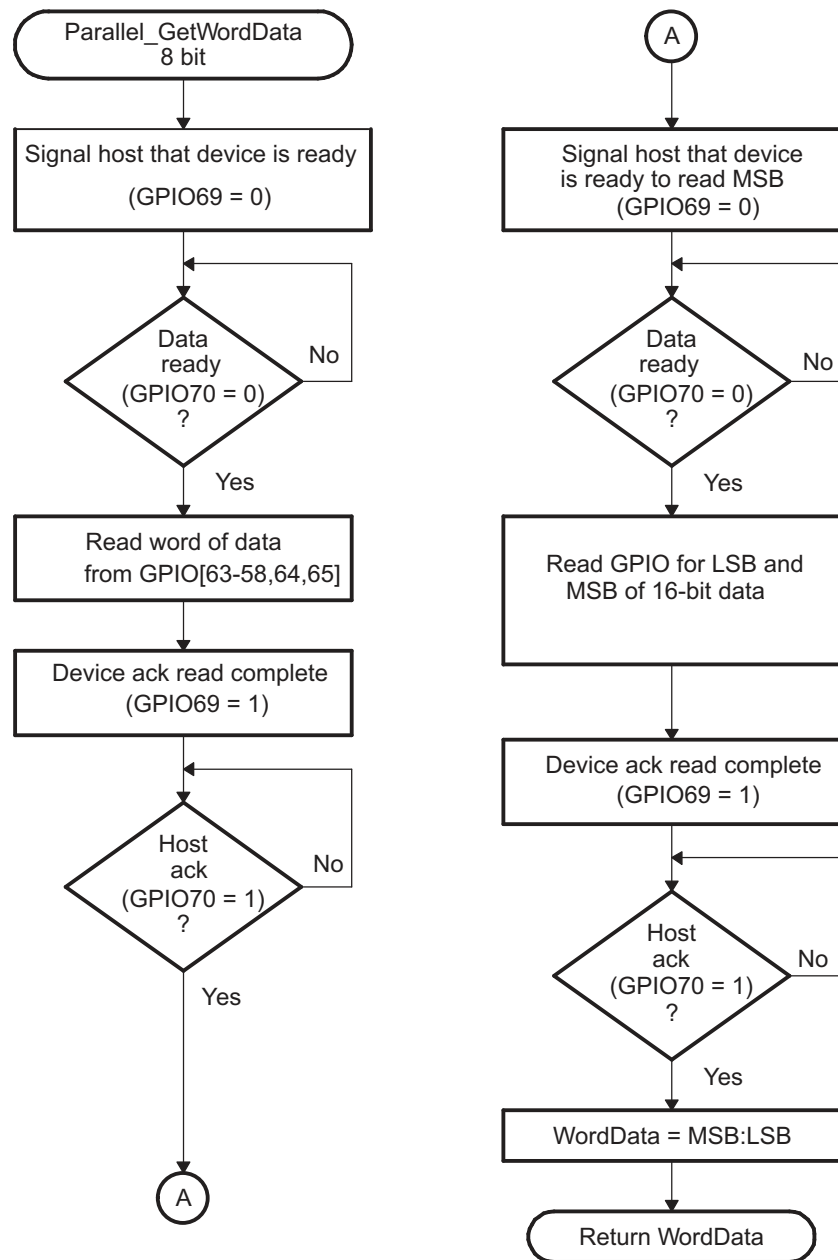 Parallel_GetWordData
8 bit
Signal host that device is ready
(GPIO69 = 0)
Data
ready
(GPIO70 = 0)
?
No
Yes
Read word of data
from GPIO[63-58,64,65]
Device ack read complete
(GPIO69 = 1)
Host
ack
(GPIO70 = 1)
?
No
Yes
A
A
Signal host that device
is ready to read MSB
(GPIO69 = 0)
Data
ready
(GPIO70 = 0)
?
No
Yes
Read GPIO for LSB and
MSB of 16-bit data
Device ack read complete
(GPIO69 = 1)
Host
ack
(GPIO70 = 1)
?
No
Yes
WordData = MSB:LSB
Return WordData